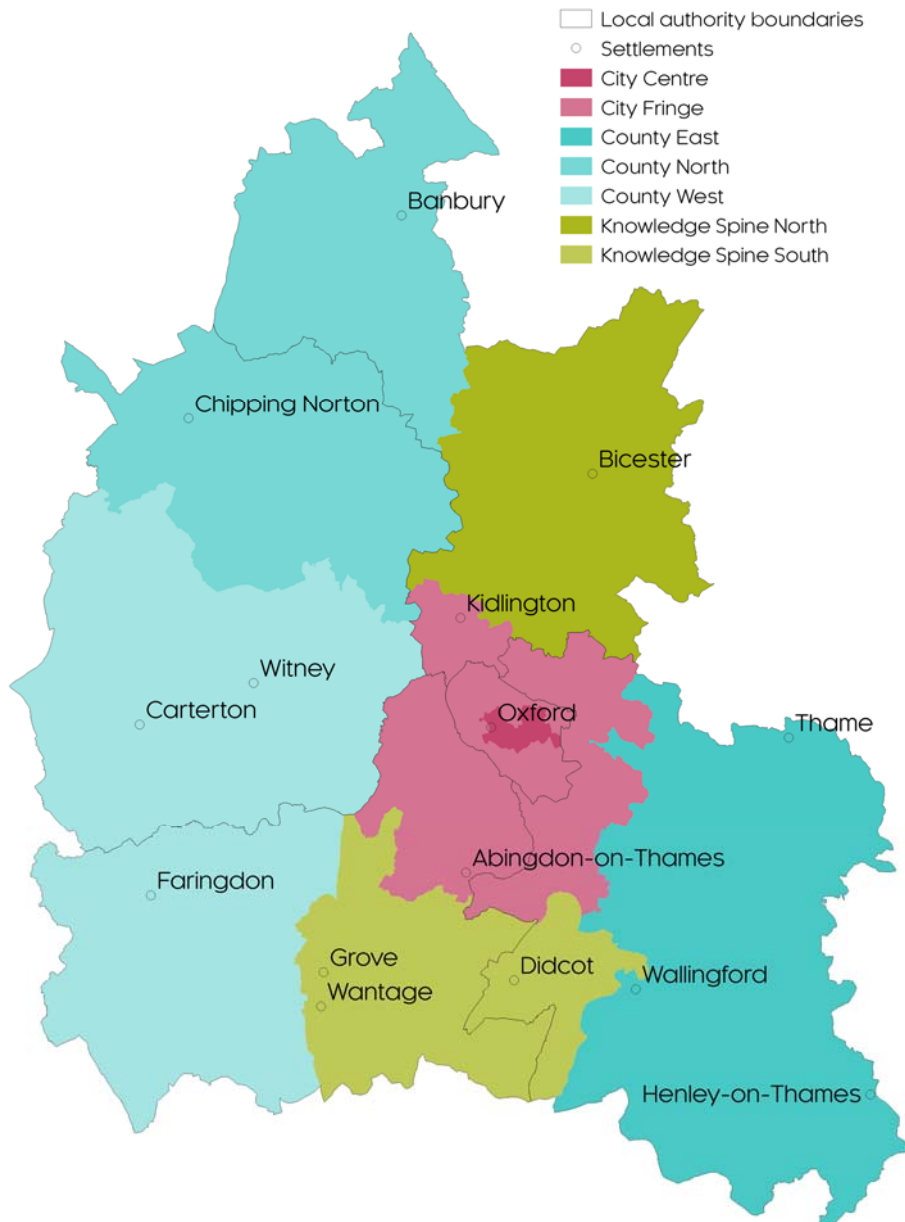 Local authority boundaries
Settlements
City Centre
City Fringe
County East
County North
County West
Knowledge Spine North
Knowledge Spine South
Banbury
Chipping Norton
Bicester
Kidlington
Witney
Carterton
Oxford
Thame
Abingdon-on-Thames
Faringdon
Grove
Didcot
Wantage
Wallingford
Henley-on-Thames